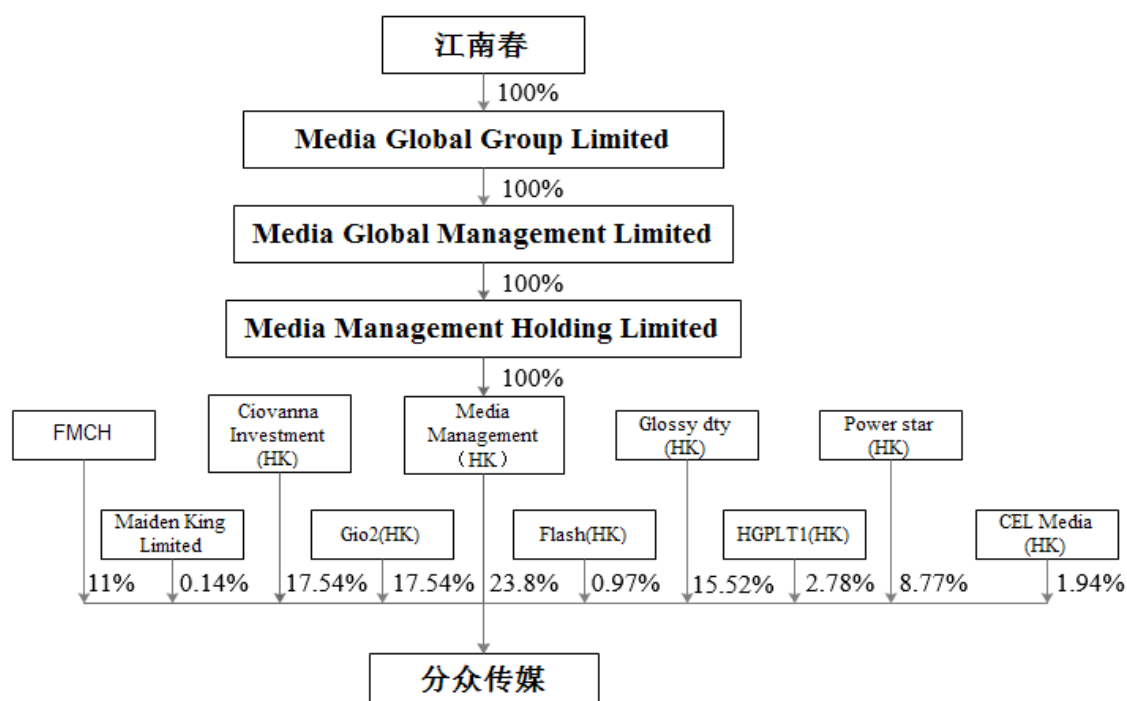 江南春
100%
Media Global Group Limited
100%
Media Global Management Limited
100%
Media Management Holding Limited
100%
FMCH
Ciovanna
Investment
(HK)
Media
Management
（HK）
Glossy dty
(HK)
Power star
(HK)
Maiden King
Limited
Gio2(HK)
Flash(HK)
HGPLT1(HK)
CEL Media
(HK)
11%
0.14%
17.54%
17.54%
23.8%
0.97%
15.52%
2.78%
8.77%
1.94%
分众传媒